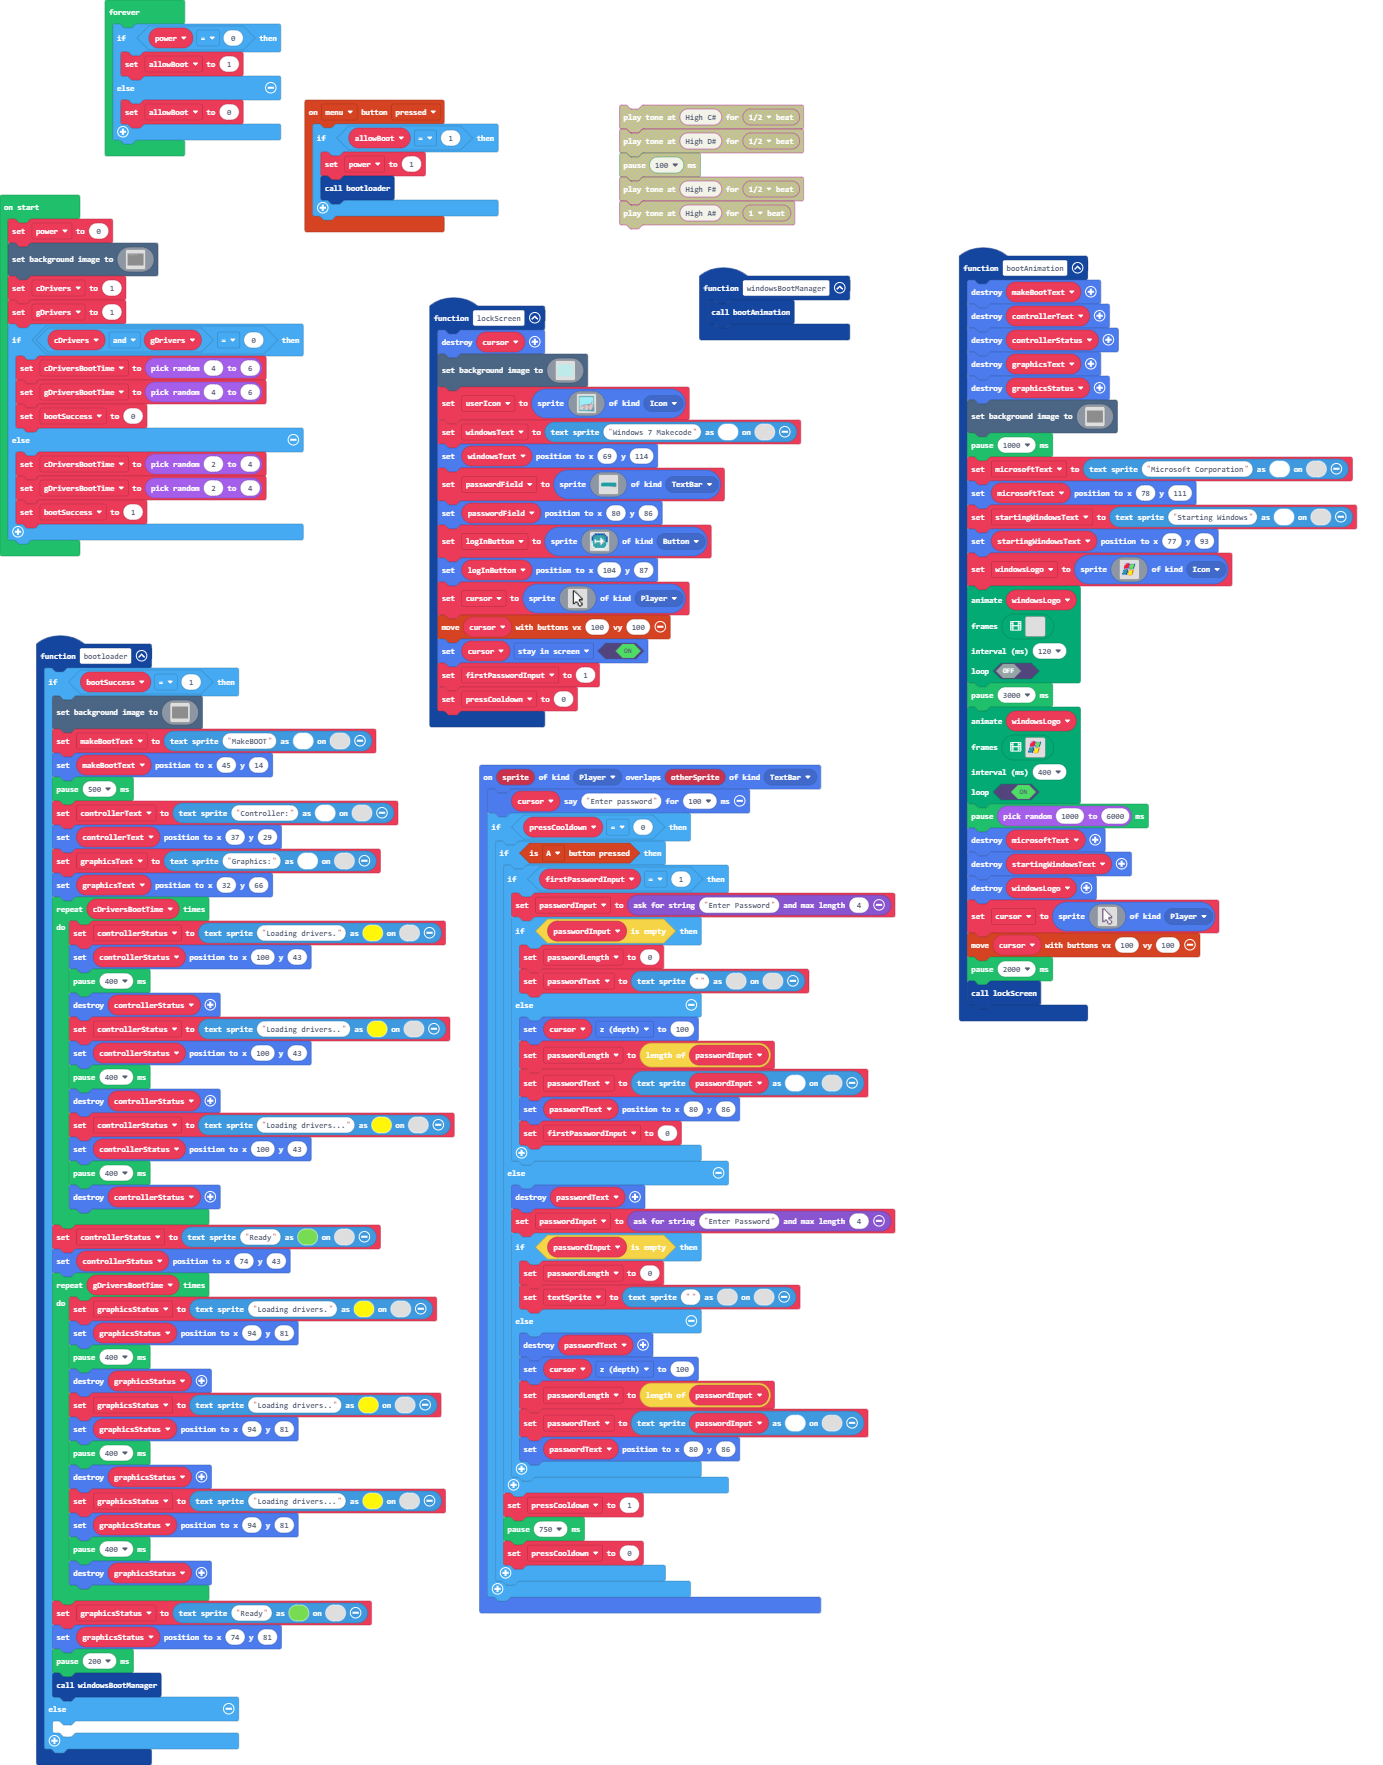 forever
if power = 0 then
set allowBoot to 1
else
set allowBoot to 0
on menu button pressed
if allowBoot = 1 then
set power to 1
call bootloader
play tone at High C# for 1/2 beat
play tone at High D# for 1/2 beat
pause 100 ms
play tone at High F# for 1/2 beat
play tone at High A# for 1 beat
on start
set power to 0
set background image to
set cDrivers to 1
set gDrivers to 1
if cDrivers and gDrivers = 0 then
set cDriversBootTime to pick random 4 to 6
set gDriversBootTime to pick random 4 to 6
set bootSuccess to 0
else
set cDriversBootTime to pick random 2 to 4
set gDriversBootTime to pick random 2 to 4
set bootSuccess to 1
function windowsBootManager
call bootAnimation
function lockScreen
destroy cursor
set background image to
set userIcon to sprite of kind Icon
set windowsText to text sprite "Windows 7 Makecode" as on
set windowsText position to x 69 y 114
set passwordField to sprite of kind TextBar
set passwordField position to x 80 y 86
set logInButton to sprite of kind Button
set logInButton position to x 104 y 87
set cursor to sprite of kind Player
move cursor with buttons vx 100 vy 100
set cursor stay in screen ON
set firstPasswordInput to 1
set pressCooldown to 0
function bootAnimation
destroy makeBootText
destroy controllerText
destroy controllerStatus
destroy graphicsText
destroy graphicsStatus
set background image to
pause 1000 ms
set microsoftText to text sprite "Microsoft Corporation" as on
set microsoftText position to x 78 y 111
set startingWindowsText to text sprite "Starting Windows" as on
set startingWindowsText position to x 77 y 93
set windowsLogo to sprite of kind Icon
animate windowsLogo
frames
interval (ms) 120
loop OFF
pause 3000 ms
animate windowsLogo
frames
interval (ms) 400
loop ON
pause pick random 1000 to 6000 ms
destroy microsoftText
destroy startingWindowsText
destroy windowsLogo
set cursor to sprite of kind Player
move cursor with buttons vx 100 vy 100
pause 2000 ms
call lockScreen
function bootloader
if bootSuccess = 1 then
set background image to
set makeBootText to text sprite "MakeBOOT" as on
set makeBootText position to x 45 y 14
pause 500 ms
set controllerText to text sprite "Controller:" as on
set controllerText position to x 37 y 29
set graphicsText to text sprite "Graphics:" as on
set graphicsText position to x 32 y 66
repeat cDriversBootTime times
do
set controllerStatus to text sprite "Loading drivers." as on
set controllerStatus position to x 100 y 43
pause 400 ms
destroy controllerStatus
set controllerStatus to text sprite "Loading drivers.." as on
set controllerStatus position to x 100 y 43
pause 400 ms
destroy controllerStatus
set controllerStatus to text sprite "Loading drivers..." as on
set controllerStatus position to x 100 y 43
pause 400 ms
destroy controllerStatus
set controllerStatus to text sprite "Ready" as on
set controllerStatus position to x 74 y 43
repeat gDriversBootTime times
do
set graphicsStatus to text sprite "Loading drivers." as on
set graphicsStatus position to x 94 y 81
pause 400 ms
destroy graphicsStatus
set graphicsStatus to text sprite "Loading drivers.." as on
set graphicsStatus position to x 94 y 81
pause 400 ms
destroy graphicsStatus
set graphicsStatus to text sprite "Loading drivers..." as on
set graphicsStatus position to x 94 y 81
pause 400 ms
destroy graphicsStatus
set graphicsStatus to text sprite "Ready" as on
set graphicsStatus position to x 74 y 81
pause 200 ms
call windowsBootManager
else
on sprite of kind Player overlaps otherSprite of kind TextBar
cursor say "Enter password" for 100 ms
if pressCooldown = 0 then
if is A button pressed then
if firstPasswordInput = 1 then
set passwordInput to ask for string "Enter Password" and max length 4
if passwordInput is empty then
set passwordLength to 0
set passwordText to text sprite "" as on
else
set cursor z (depth) to 100
set passwordLength to length of passwordInput
set passwordText to text sprite passwordInput as on
set passwordText position to x 80 y 86
set firstPasswordInput to 0
else
destroy passwordText
set passwordInput to ask for string "Enter Password" and max length 4
if passwordInput is empty then
set passwordLength to 0
set textSprite to text sprite "" as on
else
destroy passwordText
set cursor z (depth) to 100
set passwordLength to length of passwordInput
set passwordText to text sprite passwordInput as on
set passwordText position to x 80 y 86
set pressCooldown to 1
pause 750 ms
set pressCooldown to 0